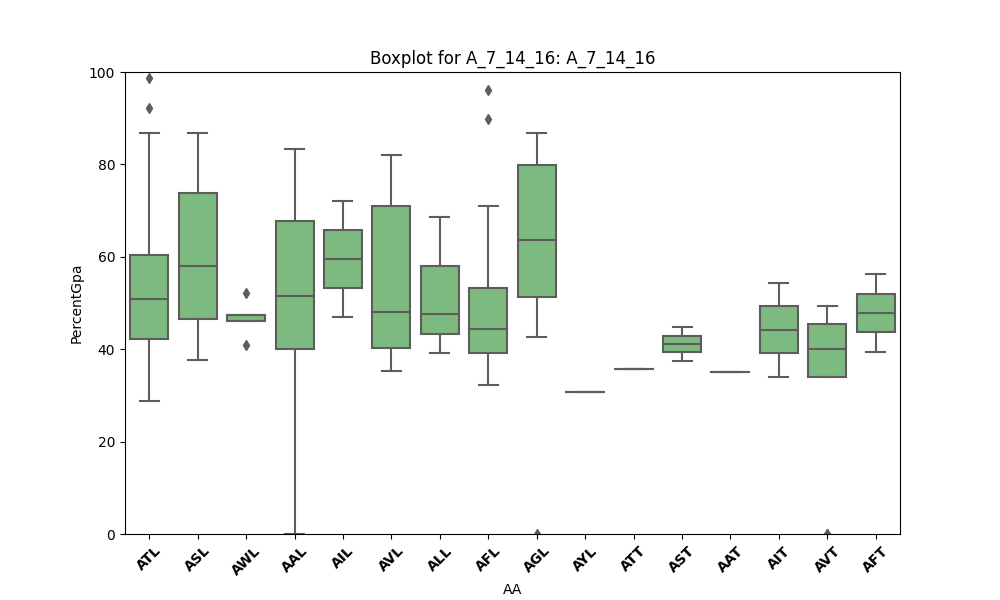 Boxplot for A_7_14_16: A_7_14_16
100
80
60
40
20
0
PercentGpa
ATL ASL AWL AAL AIL AVL ALL AFL AGL AYL ATT AST AAT AIT AVT AFT
AA